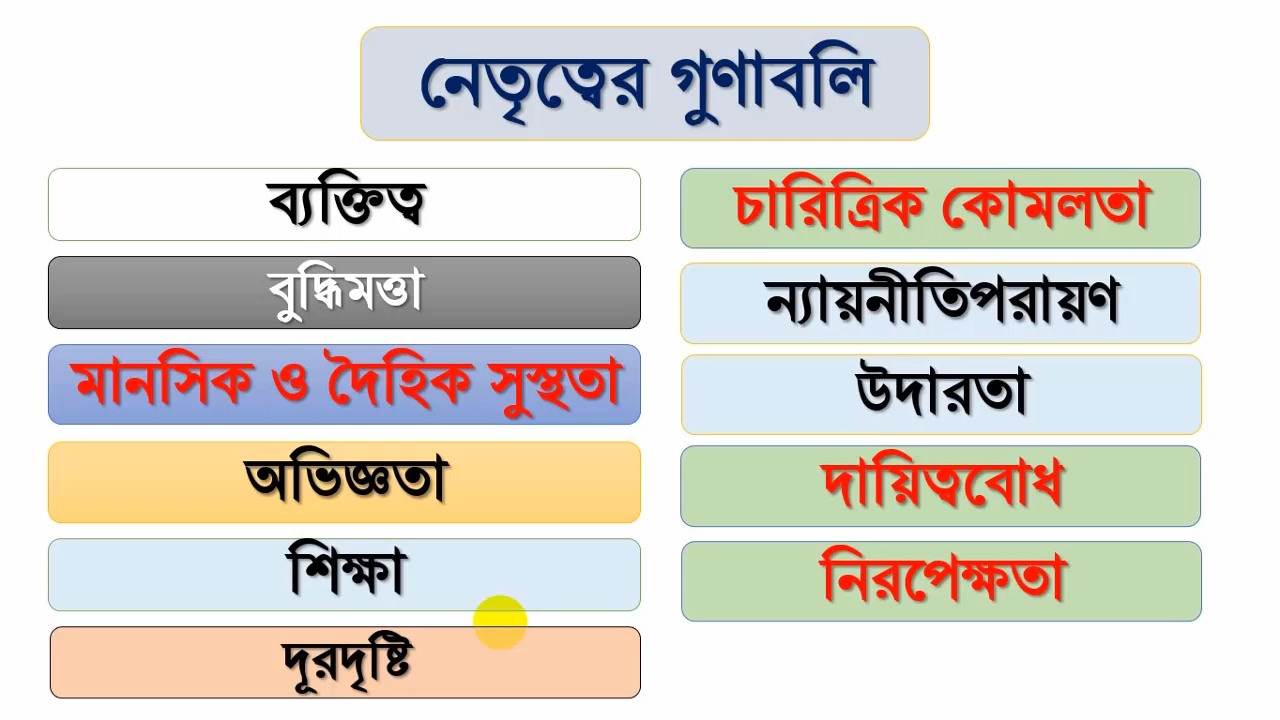 নেতৃত্বের গুণাবলি
ব্যক্তিত্ব
বুদ্ধিমত্তা
মানসিক ও দৈহিক সুস্থতা
অভিজ্ঞতা
শিক্ষা
দূরদৃষ্টি
চারিত্রিক কোমলতা
ন্যায়নীতিপরায়ণ
উদারতা
দায়িত্ববোধ
নিরপেক্ষতা